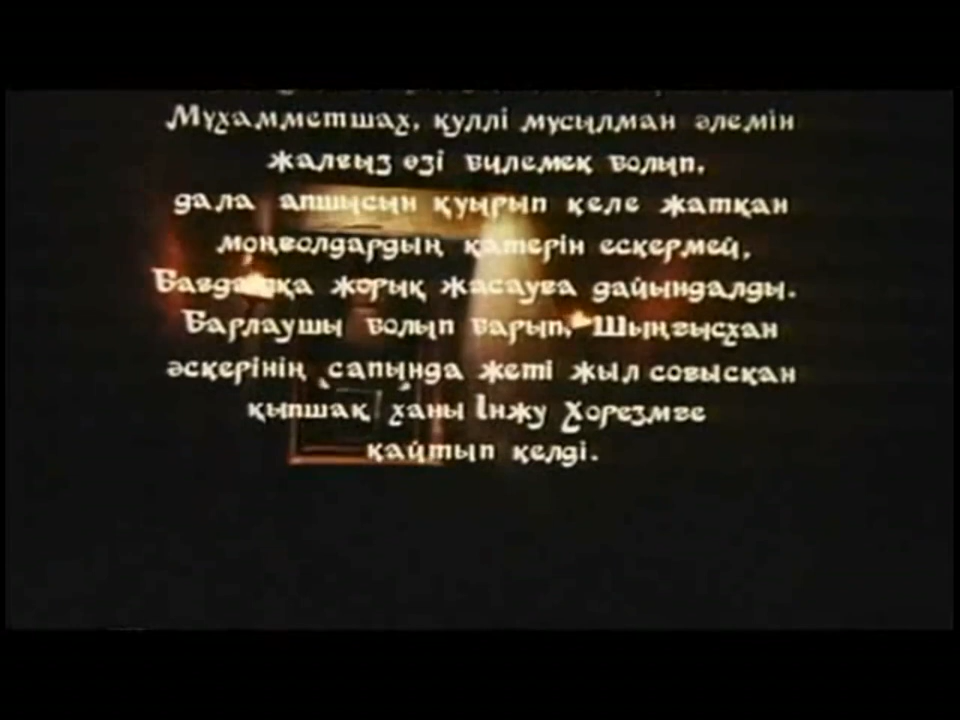 Мұхамметшах, күллі мұсылман әлемін
жалғыз өзі билемек болып,
дала апшысын қуырып келе жатқан
моңғолдардың қатерін ескермей,
Бағдатқа жорық жасауға дайындалды.
Барлаушы болып барып, Шыңғысхан
әскерінің сапында жеті жыл соғысқан
қыпшақ ханы Інжу Хорезмге
қайтып келді.